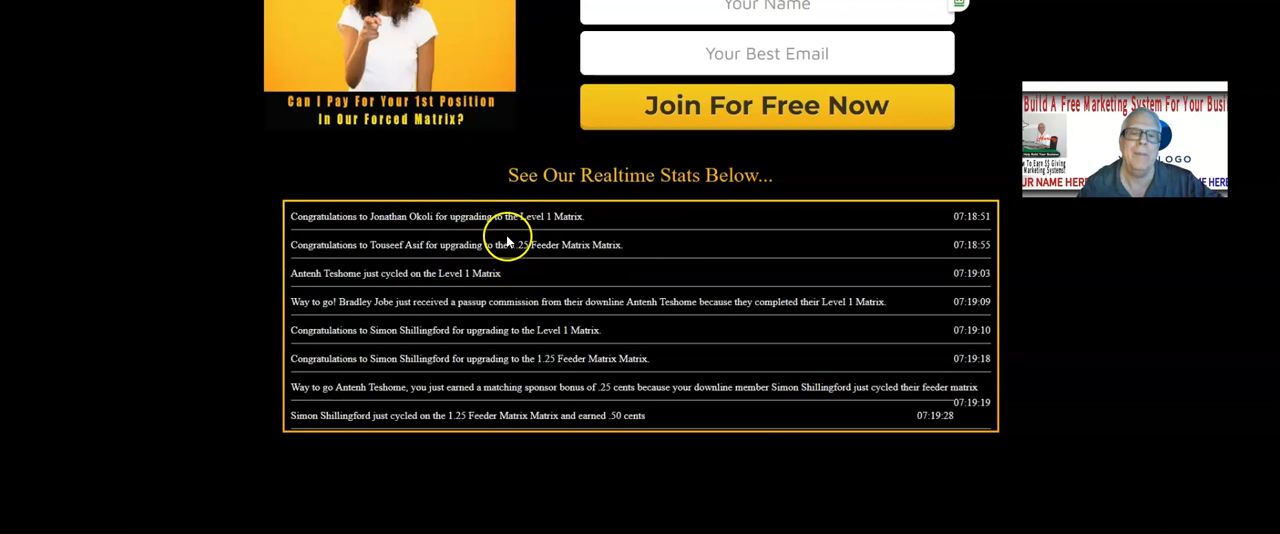 Your Name
Your Best Email
Can I Pay For Your 1st Position
In Our Forced Matrix?
Join For Free Now
Build A Free Marketing System For Your Busi
See Our Realtime Stats Below...
Congratulations to Jonathan Okoli for upgrading to the Level 1 Matrix. 07:18:51
Congratulations to Touseef Asif for upgrading to the 1.25 Feeder Matrix Matrix. 07:18:55
Antenh Teshome just cycled on the Level 1 Matrix 07:19:03
Way to go! Bradley Jobe just received a passup commission from their downline Antenh Teshome because they completed their Level 1 Matrix. 07:19:09
Congratulations to Simon Shillingford for upgrading to the Level 1 Matrix. 07:19:10
Congratulations to Simon Shillingford for upgrading to the 1.25 Feeder Matrix Matrix. 07:19:18
Way to go Antenh Teshome, you just earned a matching sponsor bonus of .25 cents because your downline member Simon Shillingford just cycled their feeder matrix
07:19:19
Simon Shillingford just cycled on the 1.25 Feeder Matrix Matrix and earned .50 cents 07:19:28